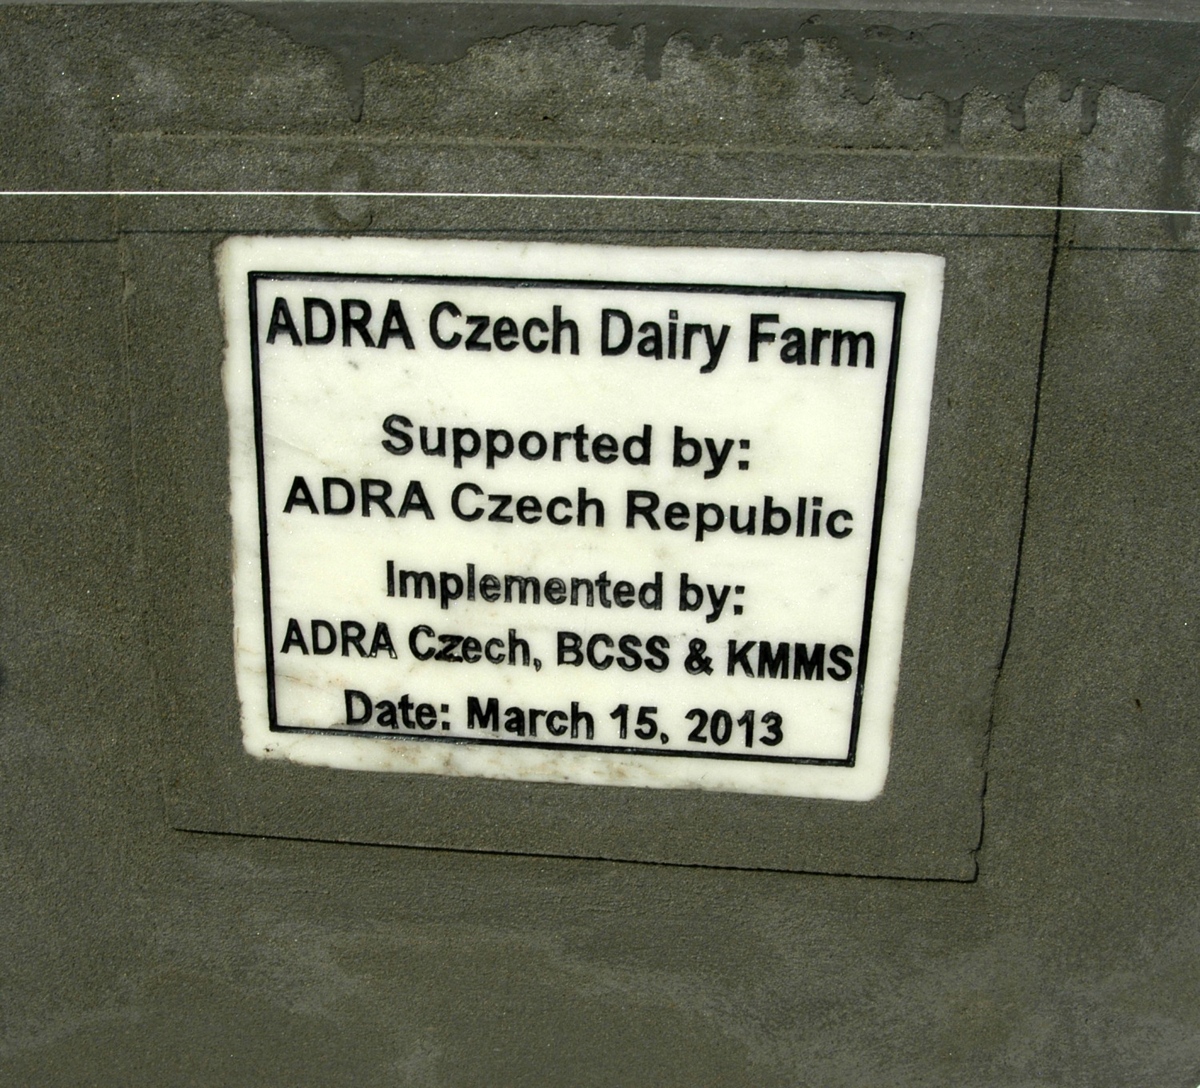 ADRA Czech Dairy Farm
Supported by:
ADRA Czech Republic
Implemented by:
ADRA Czech, BCSS & KMMS
Date: March 15, 2013